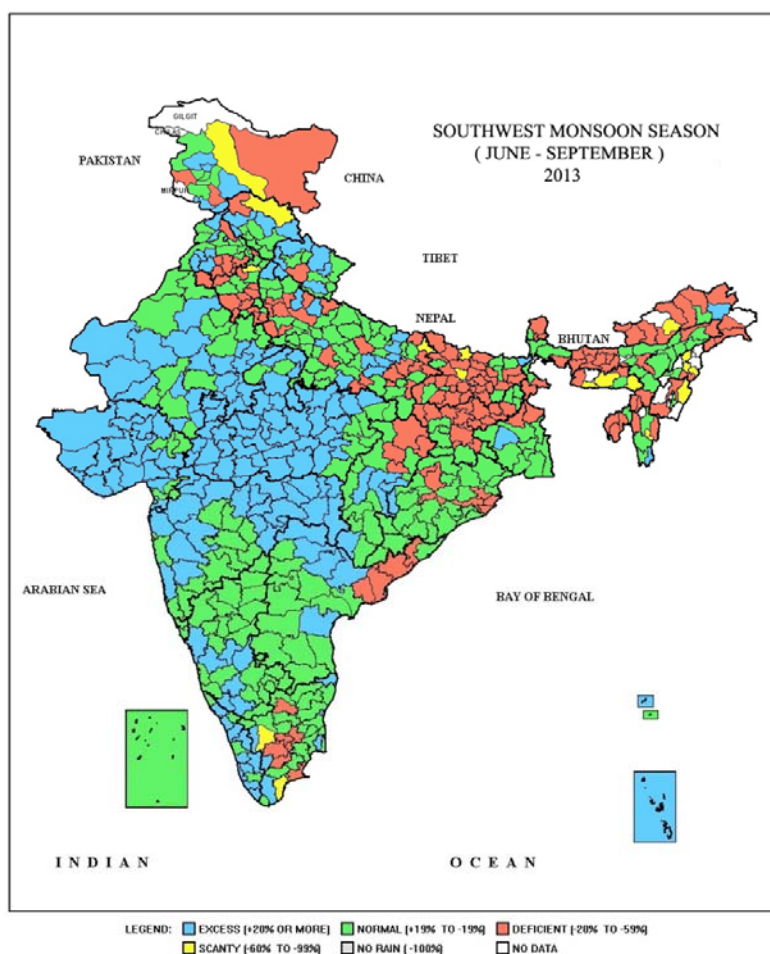 GILGIT
CHILAS
SOUTHWEST MONSOON SEASON
( JUNE - SEPTEMBER )
2013
PAKISTAN
CHINA
MIRPUR
TIBET
NEPAL
BHUTAN
ARABIAN SEA
BAY OF BENGAL
INDIAN OCEAN
LEGEND: EXCESS (+20% OR MORE) NORMAL (+19% TO -19%) DEFICIENT (-20% TO -59%)
SCANTY (-60% TO -99%) NO RAIN (-100%) NO DATA